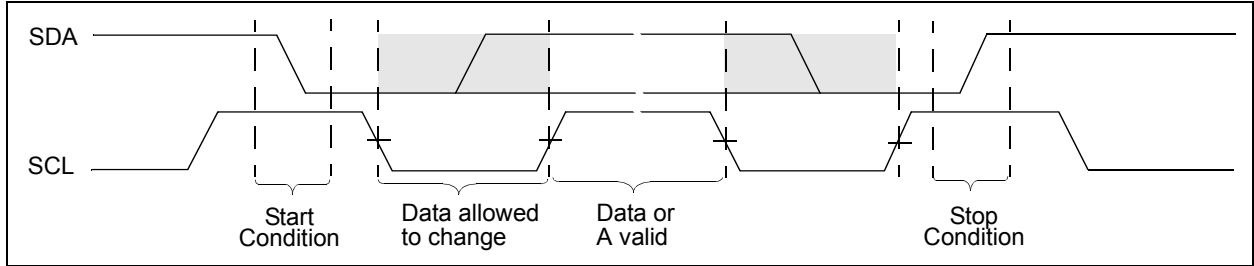 SDA
SCL
Start
Condition
Data allowed
to change
Data or
A valid
Stop
Condition